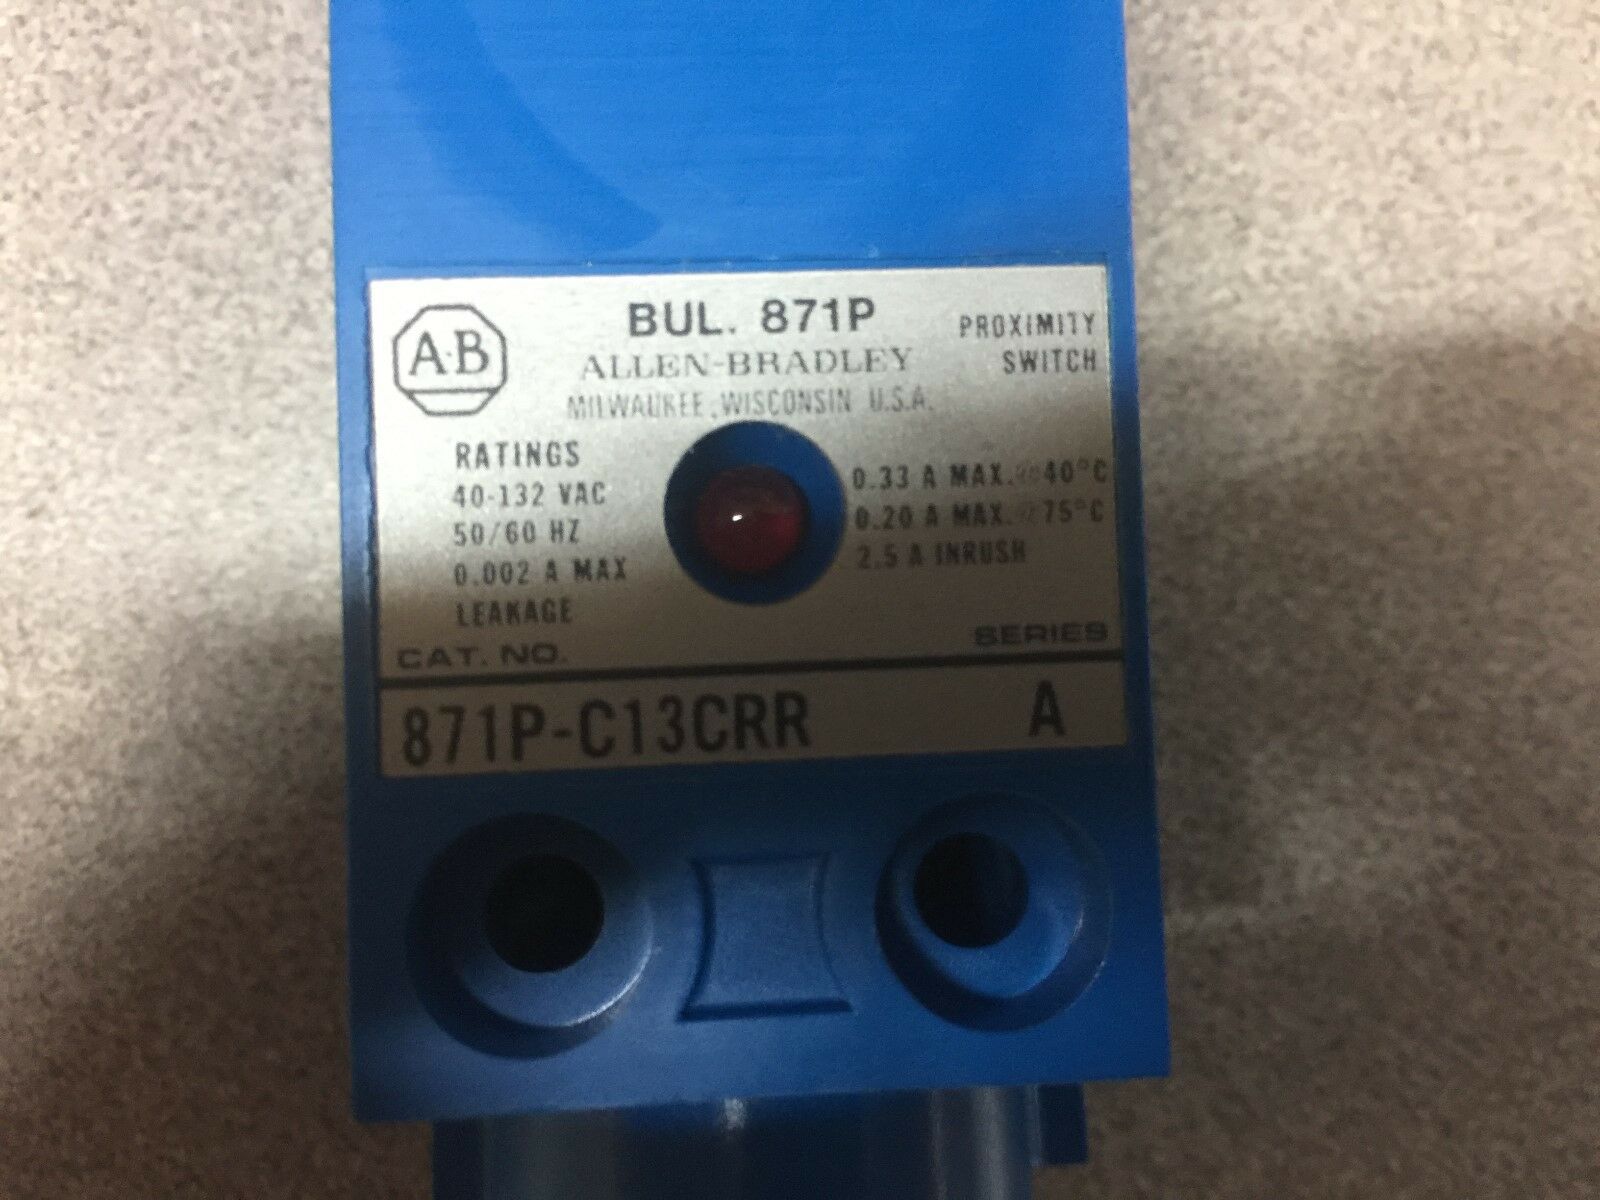 A·B
BUL. 871P
ALLEN-BRADLEY
MILWAUKEE, WISCONSIN U.S.A.
PROXIMITY
SWITCH
RATINGS
40-132 VAC
50/60 HZ
0.002 A MAX
LEAKAGE
0.33 A MAX. @ 40°C
0.20 A MAX. @ 75°C
2.5 A INRUSH
CAT. NO.
SERIES
871P-C13CRR
A